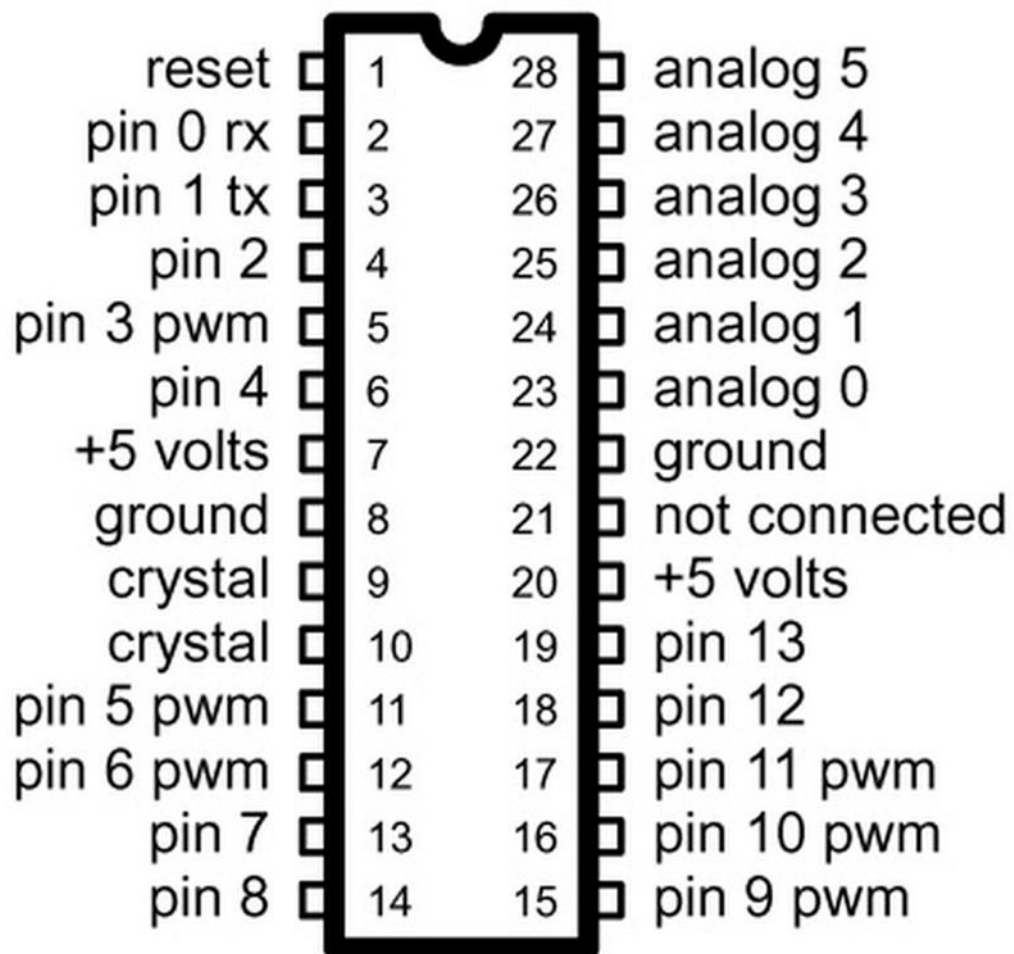 reset 1 28 analog 5
pin 0 rx 2 27 analog 4
pin 1 tx 3 26 analog 3
pin 2 4 25 analog 2
pin 3 pwm 5 24 analog 1
pin 4 6 23 analog 0
+5 volts 7 22 ground
ground 8 21 not connected
crystal 9 20 +5 volts
crystal 10 19 pin 13
pin 5 pwm 11 18 pin 12
pin 6 pwm 12 17 pin 11 pwm
pin 7 13 16 pin 10 pwm
pin 8 14 15 pin 9 pwm